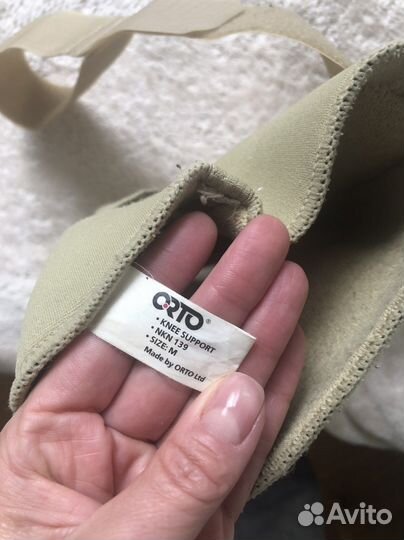 ORTO®
• KNEE SUPPORT
• NKN 139
• SIZE: M
Made by ORTO Ltd
Avito